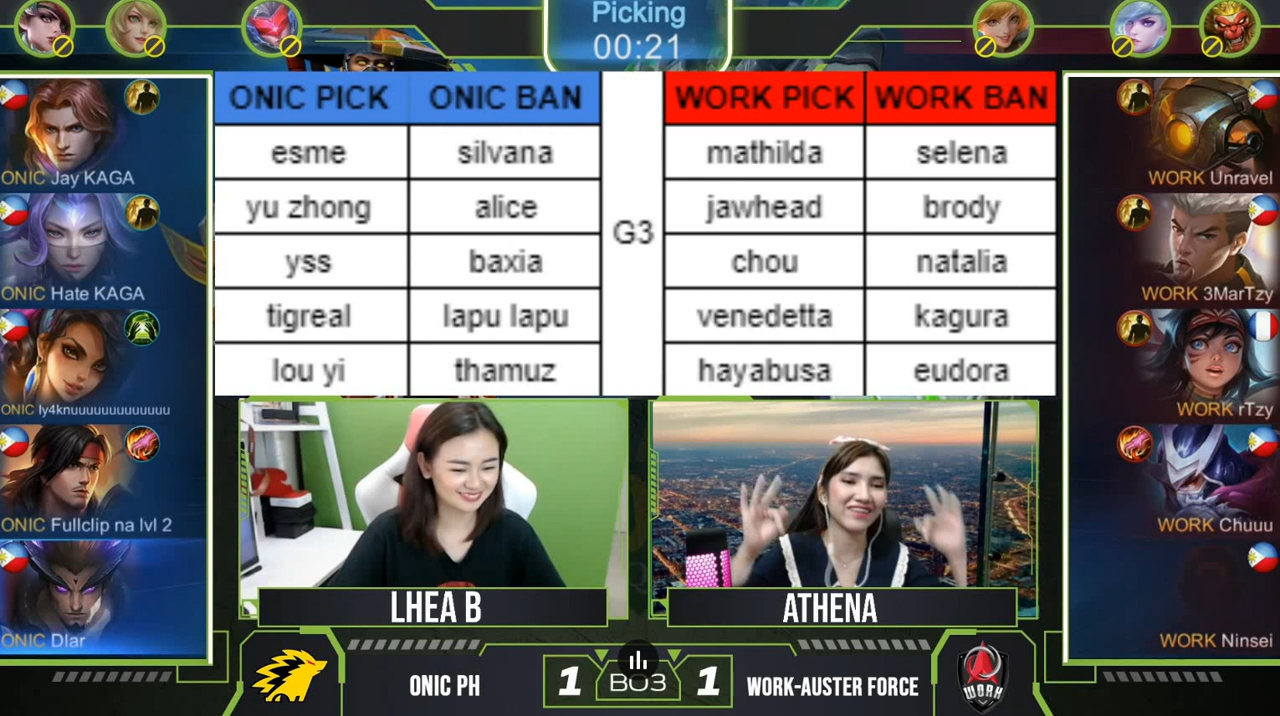 Picking
00:21
ONIC PICK ONIC BAN G3 WORK PICK WORK BAN
esme silvana mathilda selena
yu zhong alice jawhead brody
yss baxia chou natalia
tigreal lapu lapu venedetta kagura
lou yi thamuz hayabusa eudora
ONIC Jay KAGA
ONIC Hate KAGA
ONIC ly4knuuuuuuuuuuuuu
ONIC Fullclip na lvl 2
ONIC Dlar
WORK Unravel
WORK 3MarTzy
WORK rTzy
WORK Chuuu
WORK Ninsei
LHEA B
ATHENA
ONIC PH
1 BO3 1
WORK-AUSTER FORCE
WORK